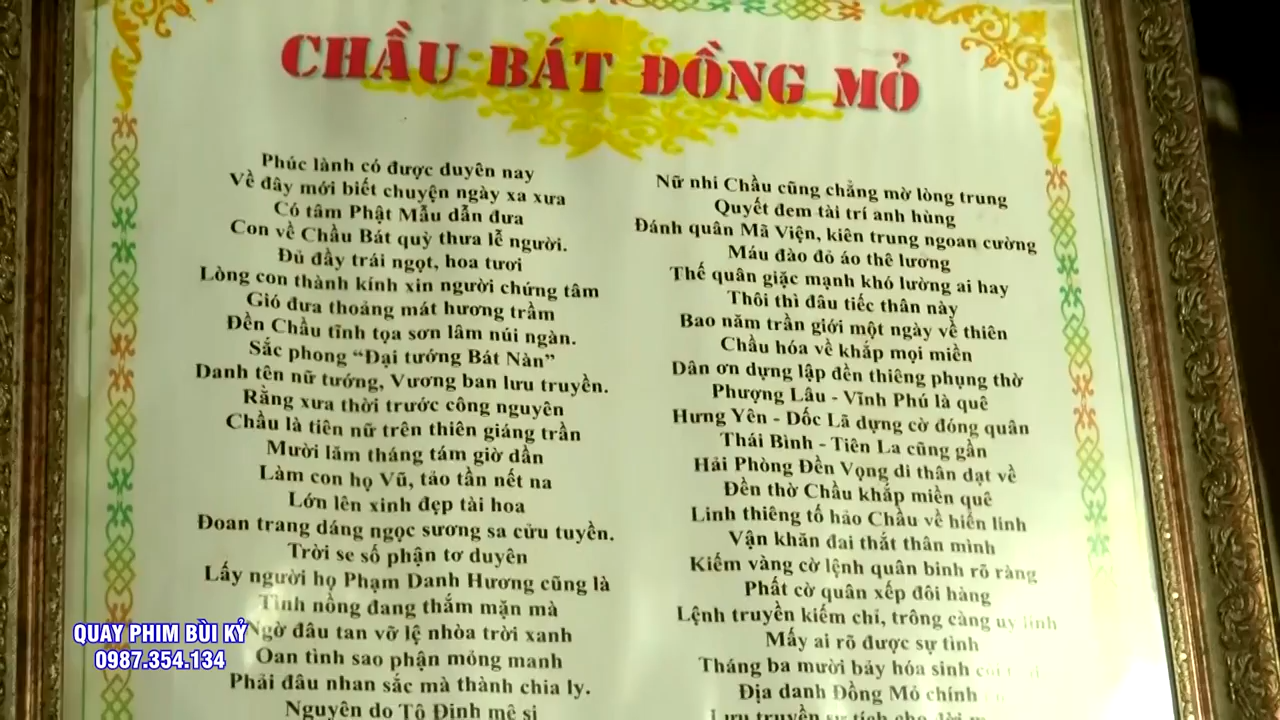 CHẦU BÁT ĐỒNG MỎ
Phúc lành có được duyên nay
Về đây mới biết chuyện ngày xa xưa
Có tâm Phật Mẫu dẫn đưa
Con về Chầu Bát quỳ thưa lễ người.
Đủ đầy trái ngọt, hoa tươi
Lòng con thành kính xin người chứng tâm
Gió đưa thoảng mát hương trầm
Đền Chầu tĩnh tọa sơn lâm núi ngàn.
Sắc phong “Đại tướng Bát Nàn”
Danh tên nữ tướng, Vương ban lưu truyền.
Rằng xưa thời trước công nguyên
Chầu là tiên nữ trên thiên giáng trần
Mười lăm tháng tám giờ dần
Làm con họ Vũ, tảo tần nết na
Lớn lên xinh đẹp tài hoa
Đoan trang dáng ngọc sương sa cửu tuyền.
Trời se số phận tơ duyên
Lấy người họ Phạm Danh Hương cũng là
Tình nồng đang thắm mặn mà
Ngờ đâu tan vỡ lệ nhòa trời xanh
Oan tình sao phận mỏng manh
Phải đâu nhan sắc mà thành chia ly.
Nguyên do Tô Định mê si
Nữ nhi Chầu cũng chẳng mờ lòng trung
Quyết đem tài trí anh hùng
Đánh quân Mã Viện, kiên trung ngoan cường
Máu đào đỏ áo thê lương
Thế quân giặc mạnh khó lường ai hay
Thôi thì đâu tiếc thân này
Bao năm trần giới một ngày về thiên
Chầu hóa về khắp mọi miền
Dân ơn dựng lập đền thiêng phụng thờ
Phượng Lâu - Vĩnh Phú là quê
Hưng Yên - Dốc Lã dựng cờ đóng quân
Thái Bình - Tiên La cũng gần
Hải Phòng Đền Vọng di thân dạt về
Đền thờ Chầu khắp miền quê
Linh thiêng tố hảo Chầu về hiển linh
Vận khăn đai thắt thân mình
Kiếm vàng cờ lệnh quân binh rõ ràng
Phất cờ quân xếp đôi hàng
Lệnh truyền kiếm chỉ, trông càng uy linh
Mấy ai rõ được sự tình
Tháng ba mười bảy hóa sinh
Địa danh Đồng Mỏ chính
Lưu truyền sự tích cho, lời
QUAY PHIM BÙI KỶ
0987.354.134